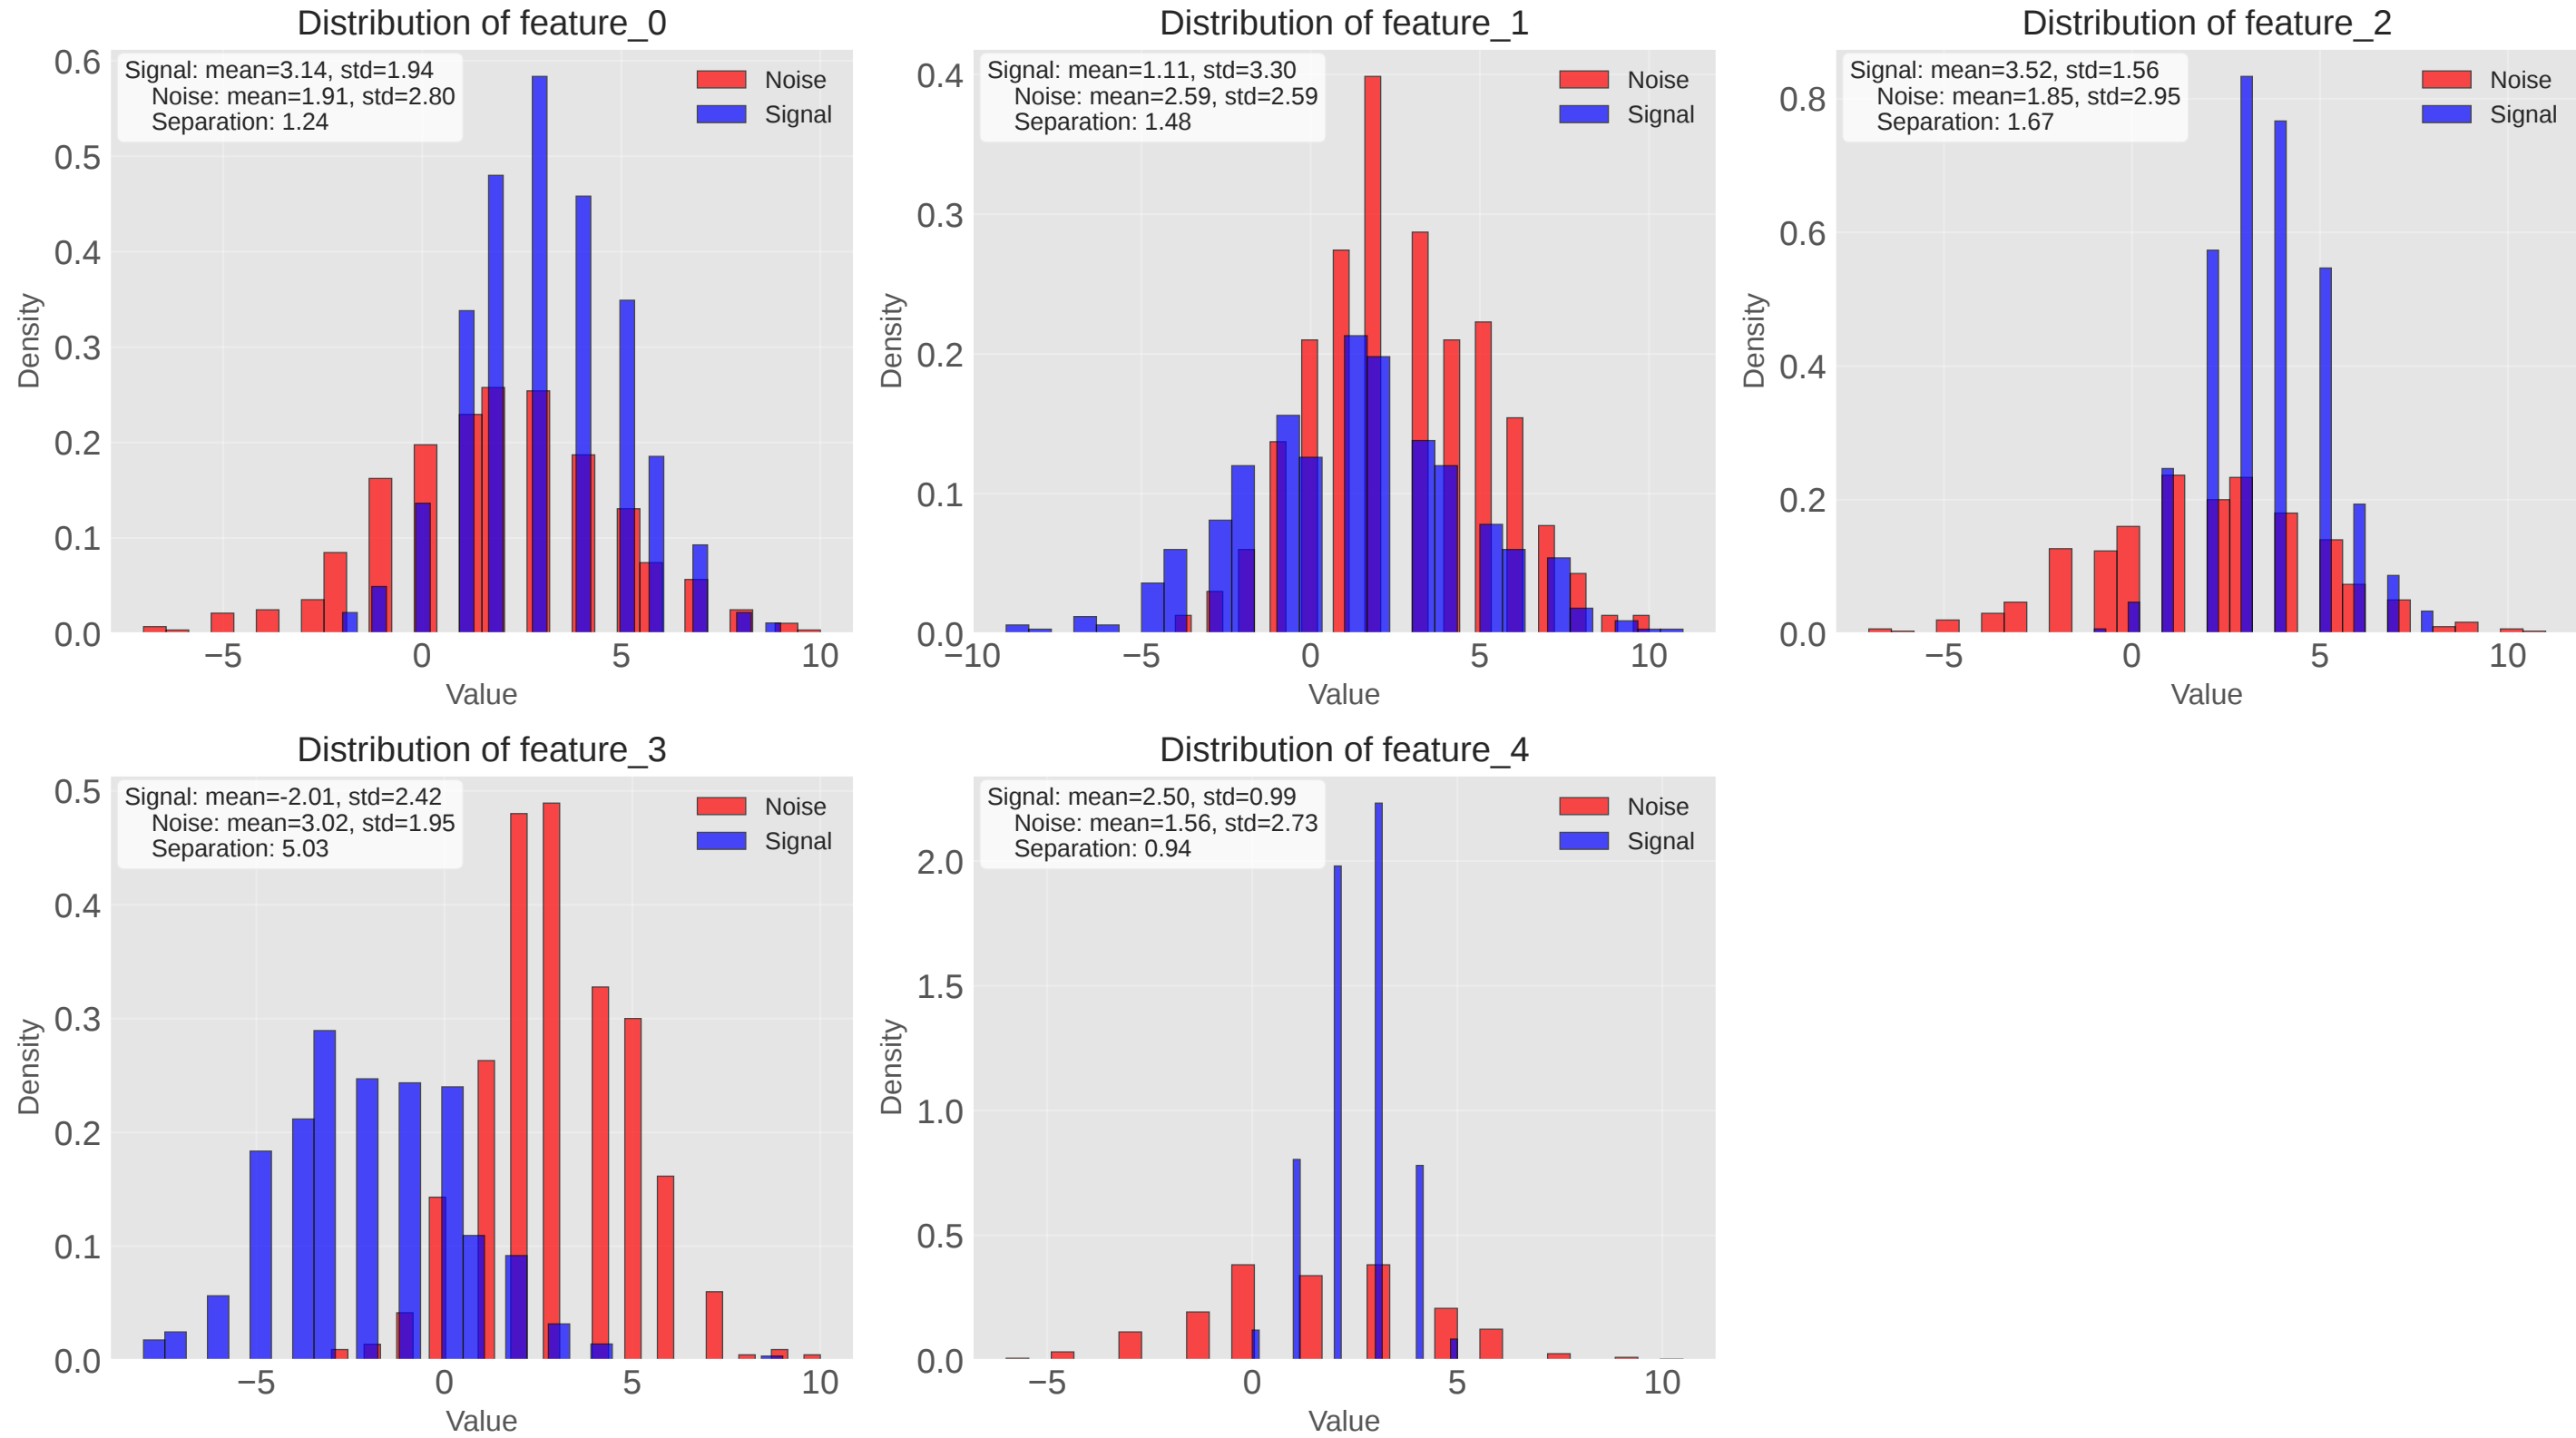 Distribution of feature_0
Signal: mean=3.14, std=1.94
Noise: mean=1.91, std=2.80
Separation: 1.24
Noise
Signal
0.6
0.5
0.4
0.3
0.2
0.1
0.0
Density
−5
0
5
10
Value
Distribution of feature_1
Signal: mean=1.11, std=3.30
Noise: mean=2.59, std=2.59
Separation: 1.48
Noise
Signal
0.4
0.3
0.2
0.1
0.0
Density
−10
−5
0
5
10
Value
Distribution of feature_2
Signal: mean=3.52, std=1.56
Noise: mean=1.85, std=2.95
Separation: 1.67
Noise
Signal
0.8
0.6
0.4
0.2
0.0
Density
−5
0
5
10
Value
Distribution of feature_3
Signal: mean=-2.01, std=2.42
Noise: mean=3.02, std=1.95
Separation: 5.03
Noise
Signal
0.5
0.4
0.3
0.2
0.1
0.0
Density
−5
0
5
10
Value
Distribution of feature_4
Signal: mean=2.50, std=0.99
Noise: mean=1.56, std=2.73
Separation: 0.94
Noise
Signal
2.0
1.5
1.0
0.5
0.0
Density
−5
0
5
10
Value